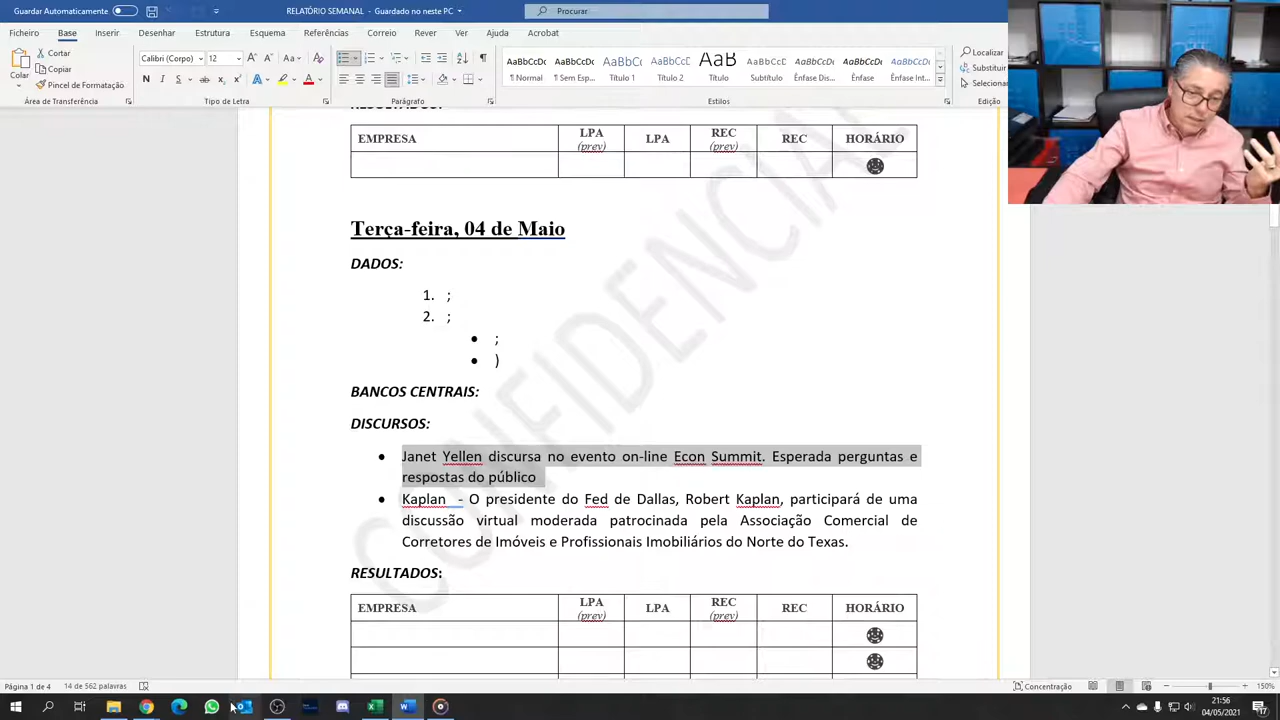 Guardar Automaticamente
RELATÓRIO SEMANAL - Guardado no neste PC
Procurar
Ficheiro Base Inserir Desenhar Estrutura Esquema Referências Correio Rever Ver Ajuda Acrobat
Colar
Cortar
Copiar
Pincel de Formatação
Área de Transferência
Calibri (Corpo) 12
N I S
Tipo de Letra
Parágrafo
AaBbCcDc AaBbCcDc AaBbCc AaBbCcD AaB AaBbCcD AaBbCcDc AaBbCcDc AaBbCcDc
¶ Normal ¶ Sem Esp... Título 1 Título 2 Título Subtítulo Ênfase Dis... Ênfase Ênfase Int...
Estilos
Localizar
Substituir
Selecionar
Edição
RESULTADOS:
EMPRESA LPA (prev) LPA REC (prev) REC HORÁRIO
Terça-feira, 04 de Maio
DADOS:
1. ;
2. ;
• ;
• )
BANCOS CENTRAIS:
DISCURSOS:
• Janet Yellen discursa no evento on-line Econ Summit. Esperada perguntas e
respostas do público
• Kaplan - O presidente do Fed de Dallas, Robert Kaplan, participará de uma
discussão virtual moderada patrocinada pela Associação Comercial de
Corretores de Imóveis e Profissionais Imobiliários do Norte do Texas.
RESULTADOS:
EMPRESA LPA (prev) LPA REC (prev) REC HORÁRIO
CONFIDENCIAL
Página 1 de 4 14 de 562 palavras
Concentração
150%
21:56
04/05/2021